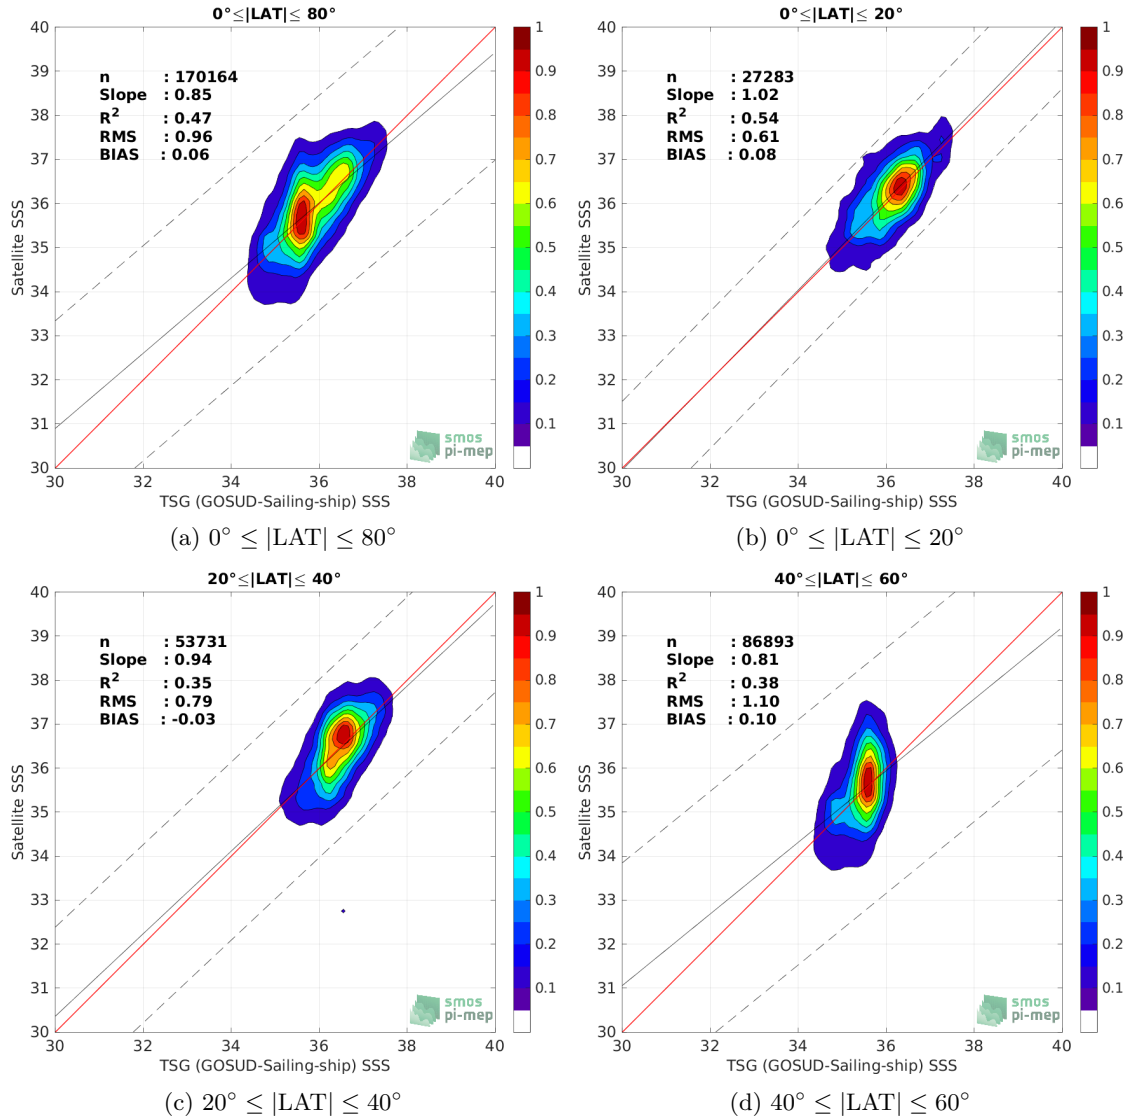 0°≤|LAT|≤ 80°
n : 170164
Slope : 0.85
R² : 0.47
RMS : 0.96
BIAS : 0.06
40
39
38
37
36
35
34
33
32
31
30
Satellite SSS
30 32 34 36 38 40
TSG (GOSUD-Sailing-ship) SSS
smos
pi-mep
1
0.9
0.8
0.7
0.6
0.5
0.4
0.3
0.2
0.1
(a) 0° ≤ |LAT| ≤ 80°
0°≤|LAT|≤ 20°
n : 27283
Slope : 1.02
R² : 0.54
RMS : 0.61
BIAS : 0.08
40
39
38
37
36
35
34
33
32
31
30
Satellite SSS
30 32 34 36 38 40
TSG (GOSUD-Sailing-ship) SSS
smos
pi-mep
1
0.9
0.8
0.7
0.6
0.5
0.4
0.3
0.2
0.1
(b) 0° ≤ |LAT| ≤ 20°
20°≤|LAT|≤ 40°
n : 53731
Slope : 0.94
R² : 0.35
RMS : 0.79
BIAS : -0.03
40
39
38
37
36
35
34
33
32
31
30
Satellite SSS
30 32 34 36 38 40
TSG (GOSUD-Sailing-ship) SSS
smos
pi-mep
1
0.9
0.8
0.7
0.6
0.5
0.4
0.3
0.2
0.1
(c) 20° ≤ |LAT| ≤ 40°
40°≤|LAT|≤ 60°
n : 86893
Slope : 0.81
R² : 0.38
RMS : 1.10
BIAS : 0.10
40
39
38
37
36
35
34
33
32
31
30
Satellite SSS
30 32 34 36 38 40
TSG (GOSUD-Sailing-ship) SSS
smos
pi-mep
1
0.9
0.8
0.7
0.6
0.5
0.4
0.3
0.2
0.1
(d) 40° ≤ |LAT| ≤ 60°